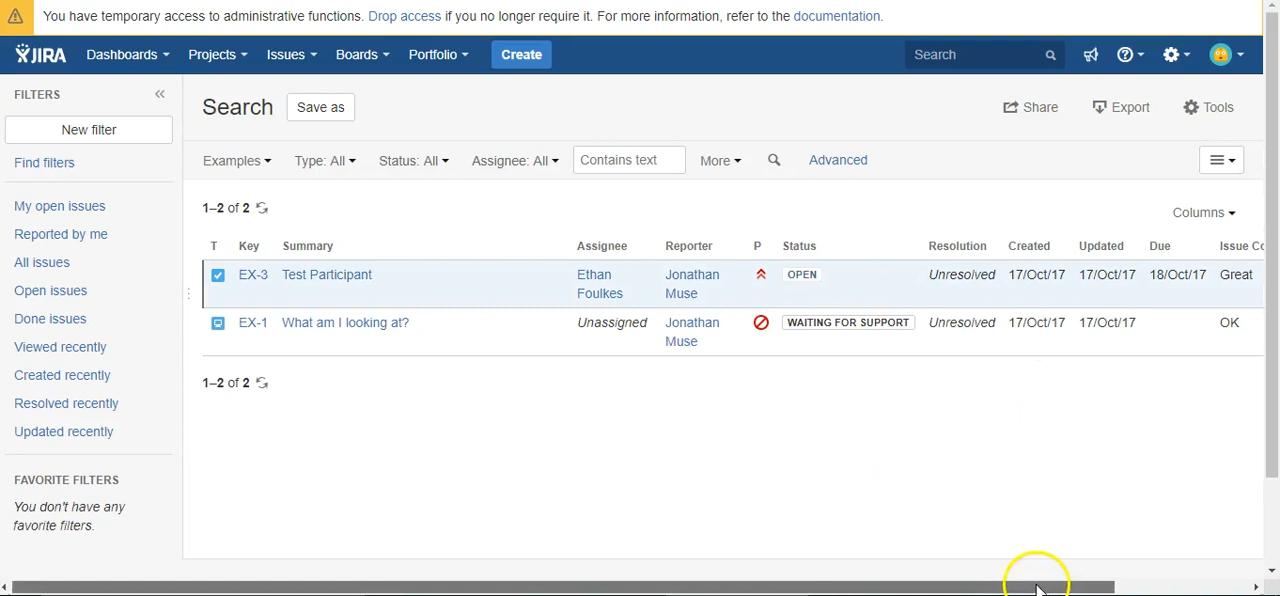 You have temporary access to administrative functions. Drop access if you no longer require it. For more information, refer to the documentation.
JIRA Dashboards Projects Issues Boards Portfolio Create Search
FILTERS
New filter
Find filters
My open issues
Reported by me
All issues
Open issues
Done issues
Viewed recently
Created recently
Resolved recently
Updated recently
FAVORITE FILTERS
You don't have any
favorite filters.
Search Save as Share Export Tools
Examples Type: All Status: All Assignee: All Contains text More Advanced
1–2 of 2
Columns
T Key Summary Assignee Reporter P Status Resolution Created Updated Due Issue Co
EX-3 Test Participant Ethan Jonathan OPEN Unresolved 17/Oct/17 17/Oct/17 18/Oct/17 Great
Foulkes Muse
EX-1 What am I looking at? Unassigned Jonathan WAITING FOR SUPPORT Unresolved 17/Oct/17 17/Oct/17 OK
Muse
1–2 of 2